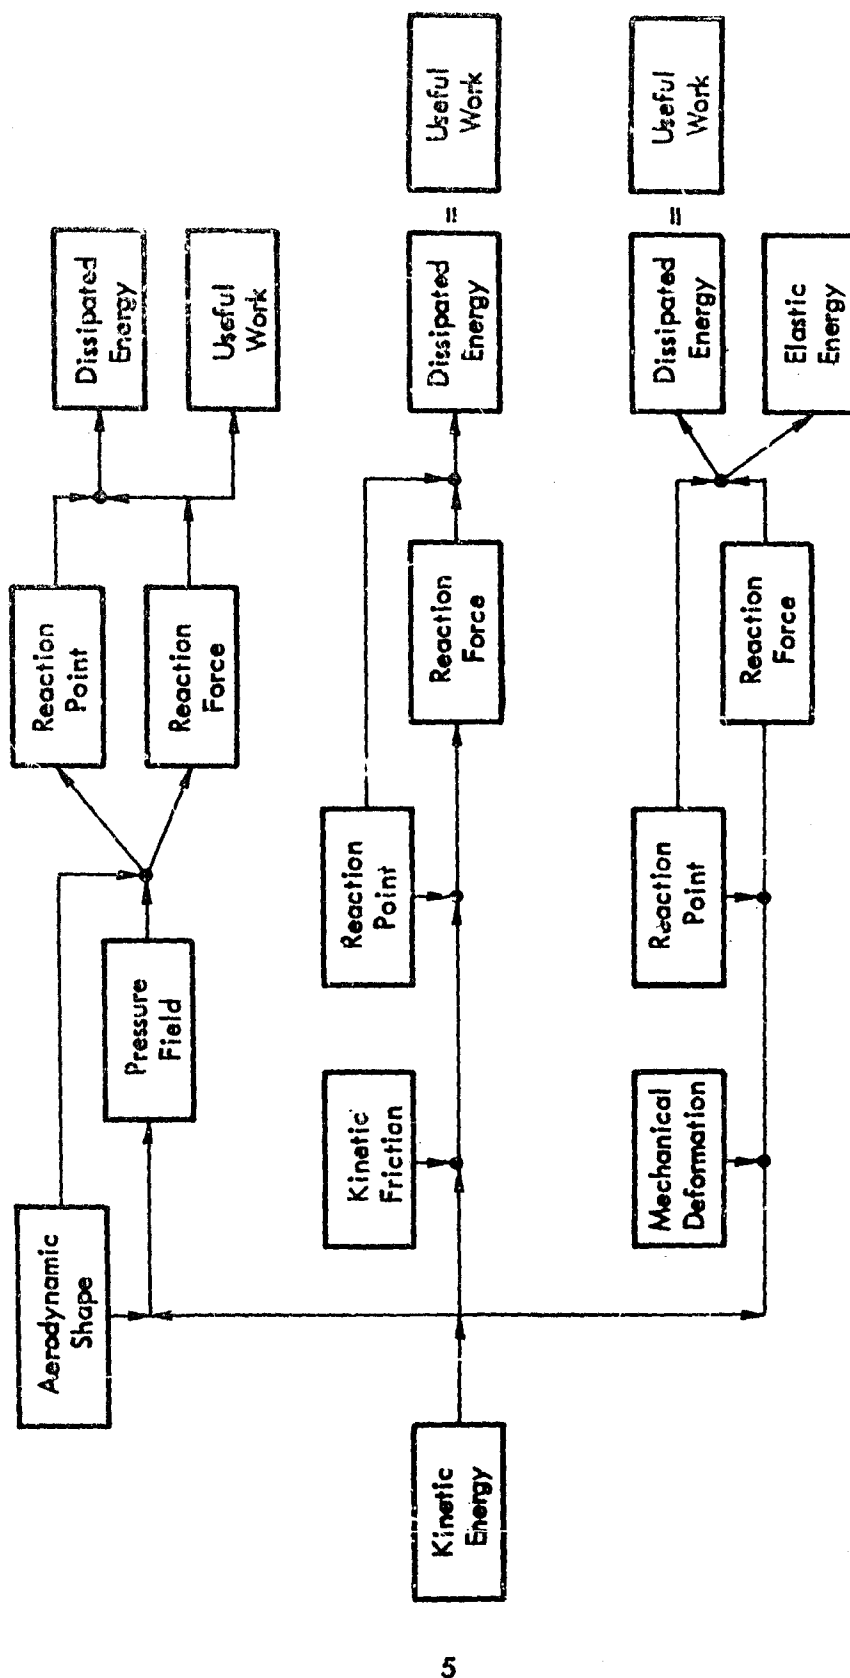 Kinetic
Energy
Aerodynamic
Shape
Pressure
Field
Reaction
Point
Reaction
Force
Dissipated
Energy
Useful
Work
Kinetic
Friction
Reaction
Point
Reaction
Force
Dissipated
Energy
=
Useful
Work
Mechanical
Deformation
Reaction
Point
Reaction
Force
Dissipated
Energy
=
Useful
Work
Elastic
Energy
5